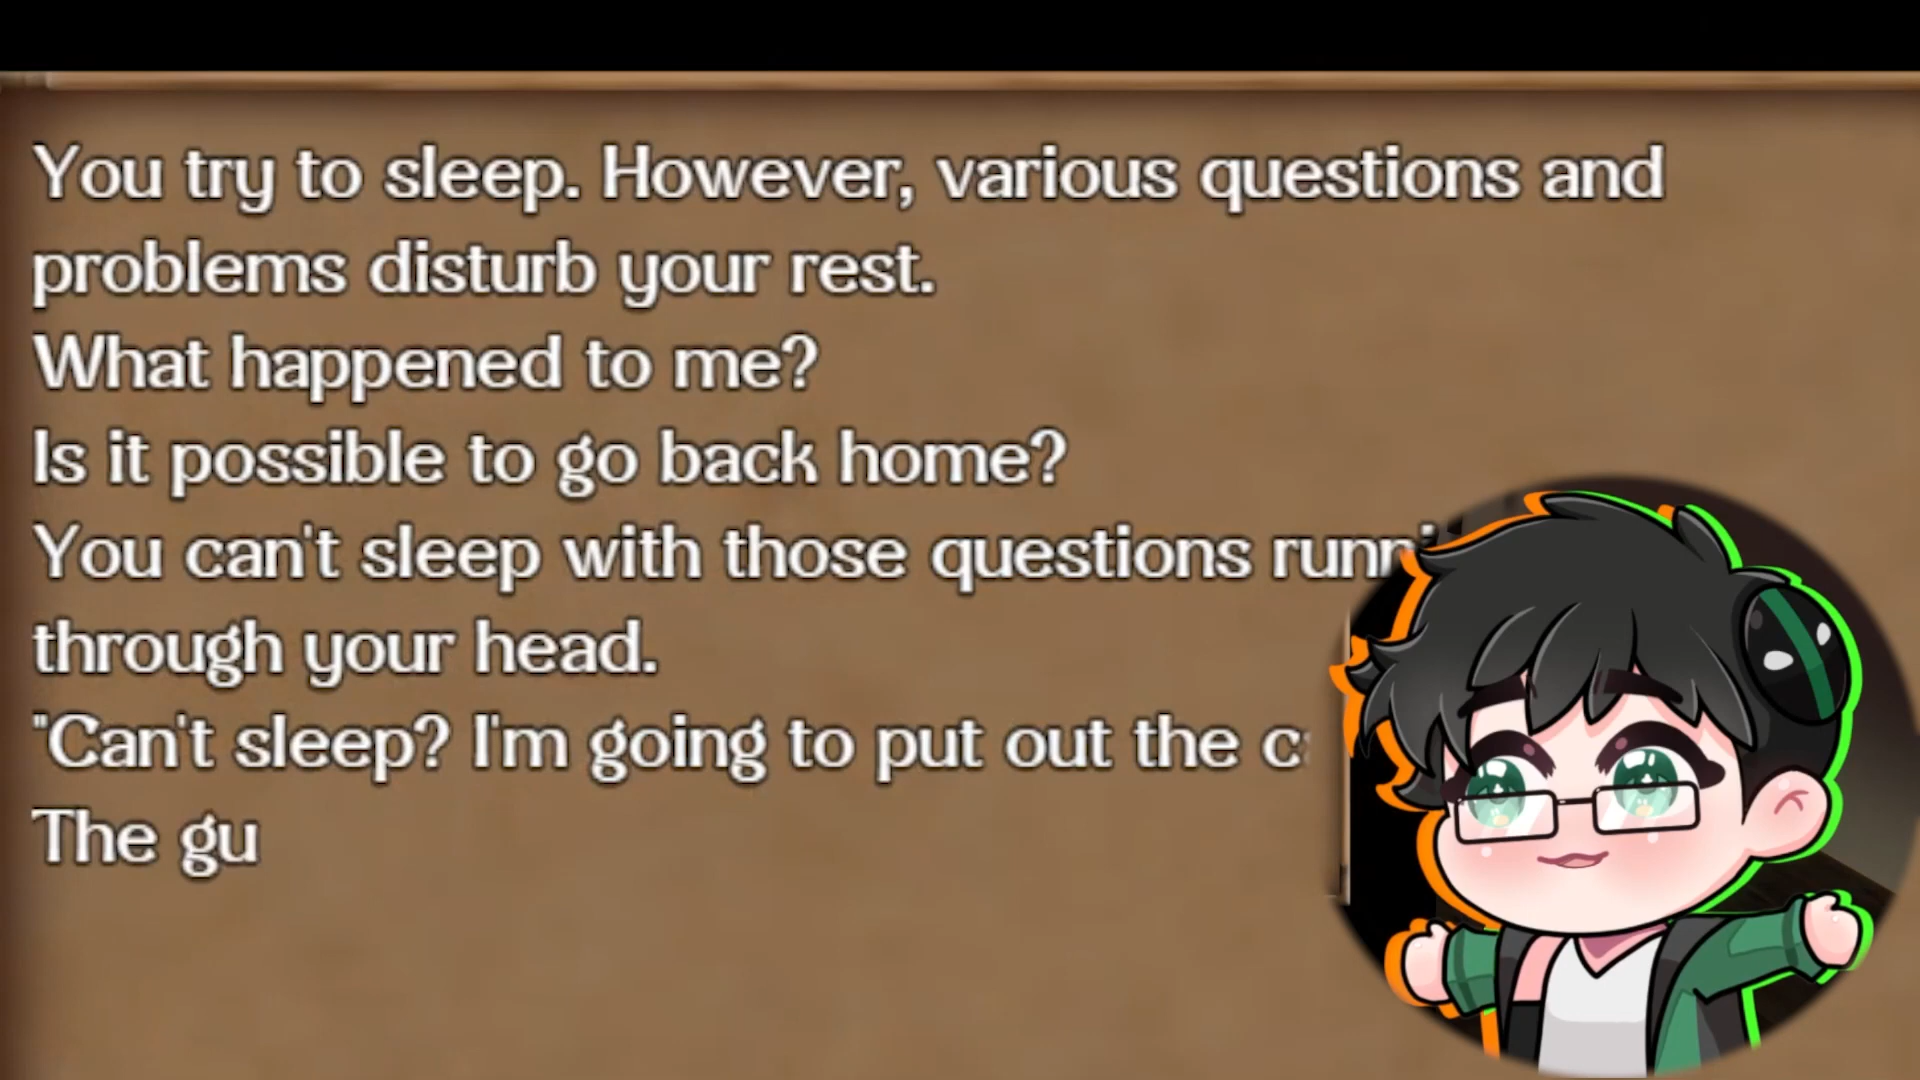 You try to sleep. However, various questions and
problems disturb your rest.
What happened to me?
Is it possible to go back home?
You can't sleep with those questions
through your head.
"Can't sleep? I'm going to put out the
The gu